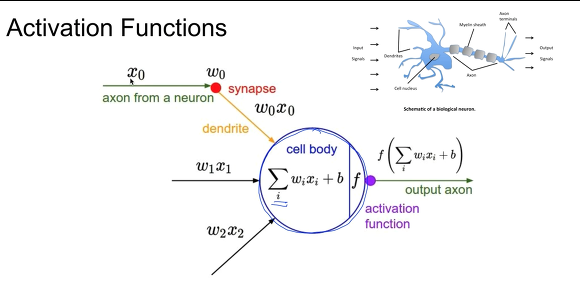 Activation Functions
x₀
w₀
synapse
axon from a neuron
w₀x₀
dendrite
cell body
w₁x₁
∑ᵢ wᵢxᵢ + b
f
f(∑ᵢ wᵢxᵢ + b)
output axon
activation
function
w₂x₂
Input
Signals
Dendrites
Cell nucleus
Myelin sheath
Axon
Axon
terminals
Output
Signals
Schematic of a biological neuron.